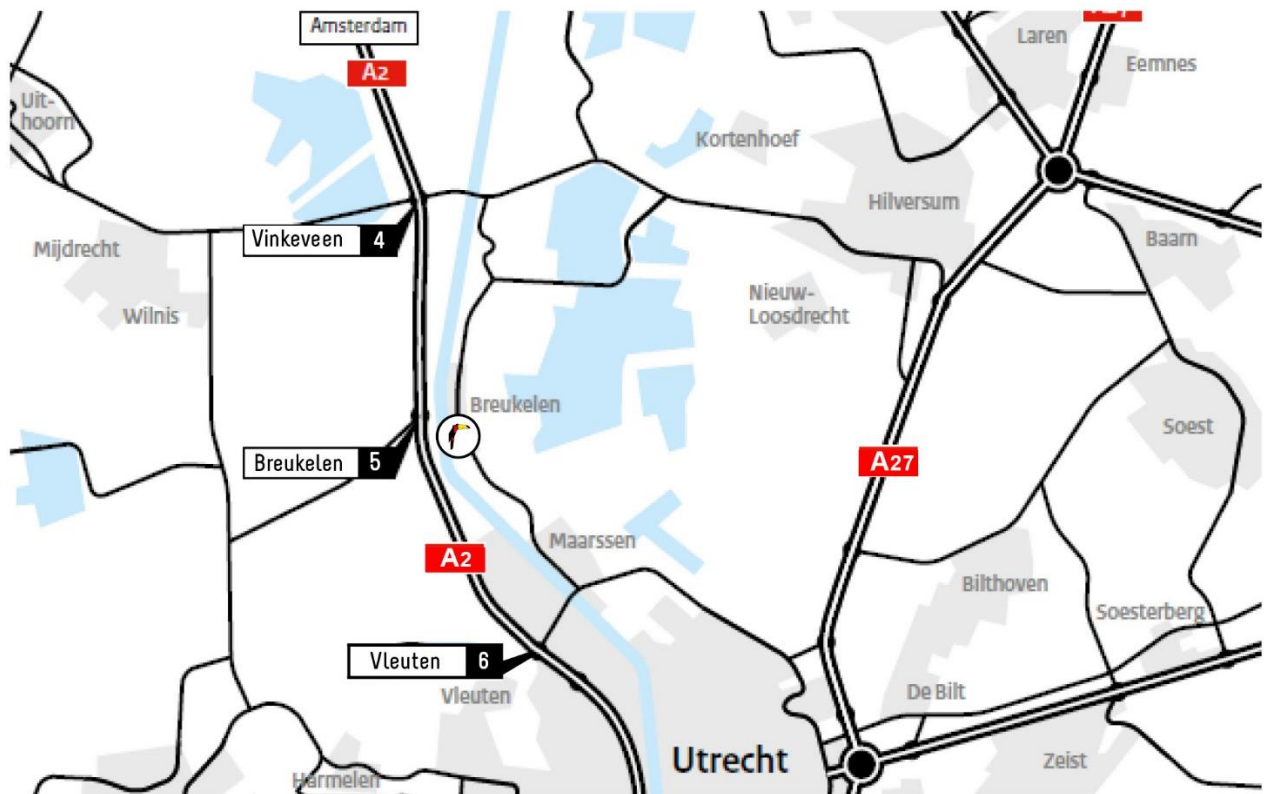 Amsterdam
A2
Laren
Eemnes
Uit-
hoorn
Kortenhoef
Hilversum
Baarn
Mijdrecht
Vinkeveen 4
Wilnis
Nieuw-
Loosdrecht
Breukelen
Soest
Breukelen 5
A27
Maarssen
A2
Bilthoven
Soesterberg
Vleuten 6
Vleuten
De Bilt
Utrecht
Zeist
Harmelen